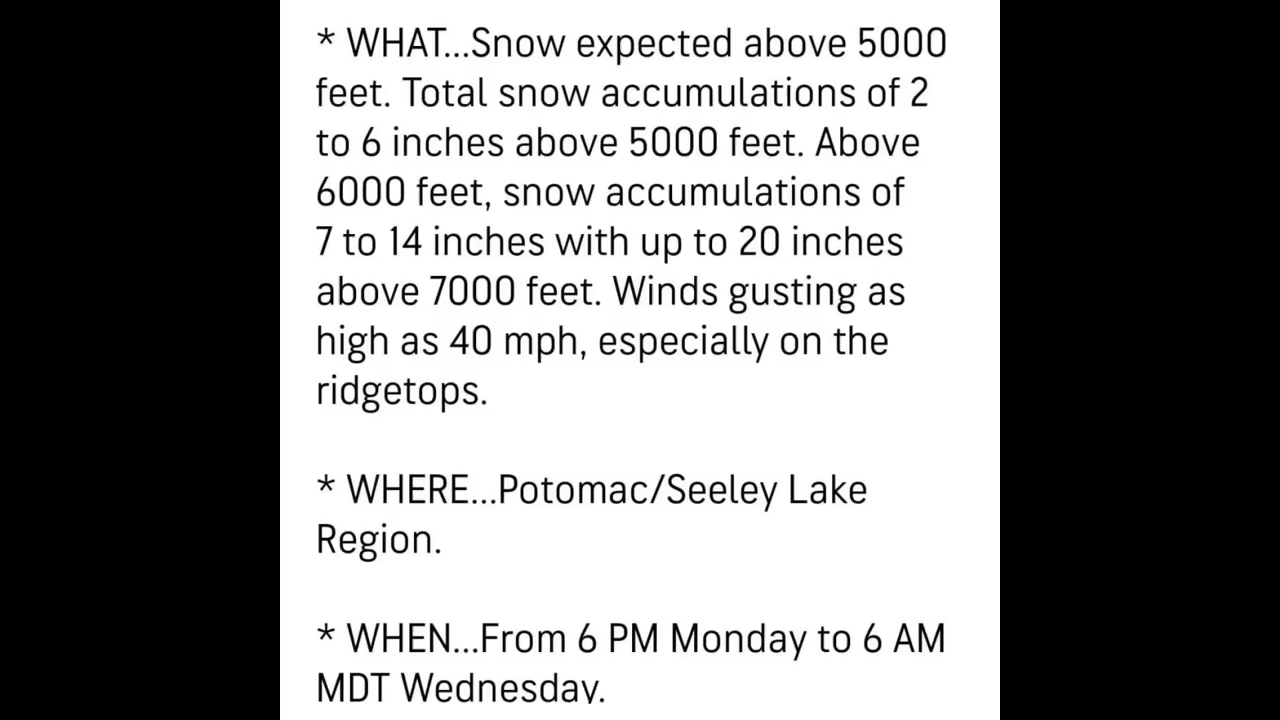 * WHAT...Snow expected above 5000
feet. Total snow accumulations of 2
to 6 inches above 5000 feet. Above
6000 feet, snow accumulations of
7 to 14 inches with up to 20 inches
above 7000 feet. Winds gusting as
high as 40 mph, especially on the
ridgetops.
* WHERE...Potomac/Seeley Lake
Region.
* WHEN...From 6 PM Monday to 6 AM
MDT Wednesday.